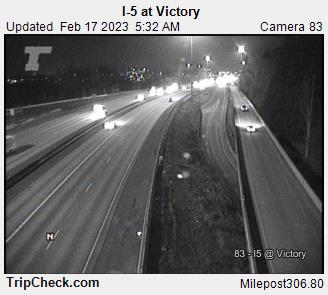 I-5 at Victory
Updated Feb 17 2023 5:32 AM Camera 83
T
N
83 - I5 @ Victory
TripCheck.com Milepost306.80